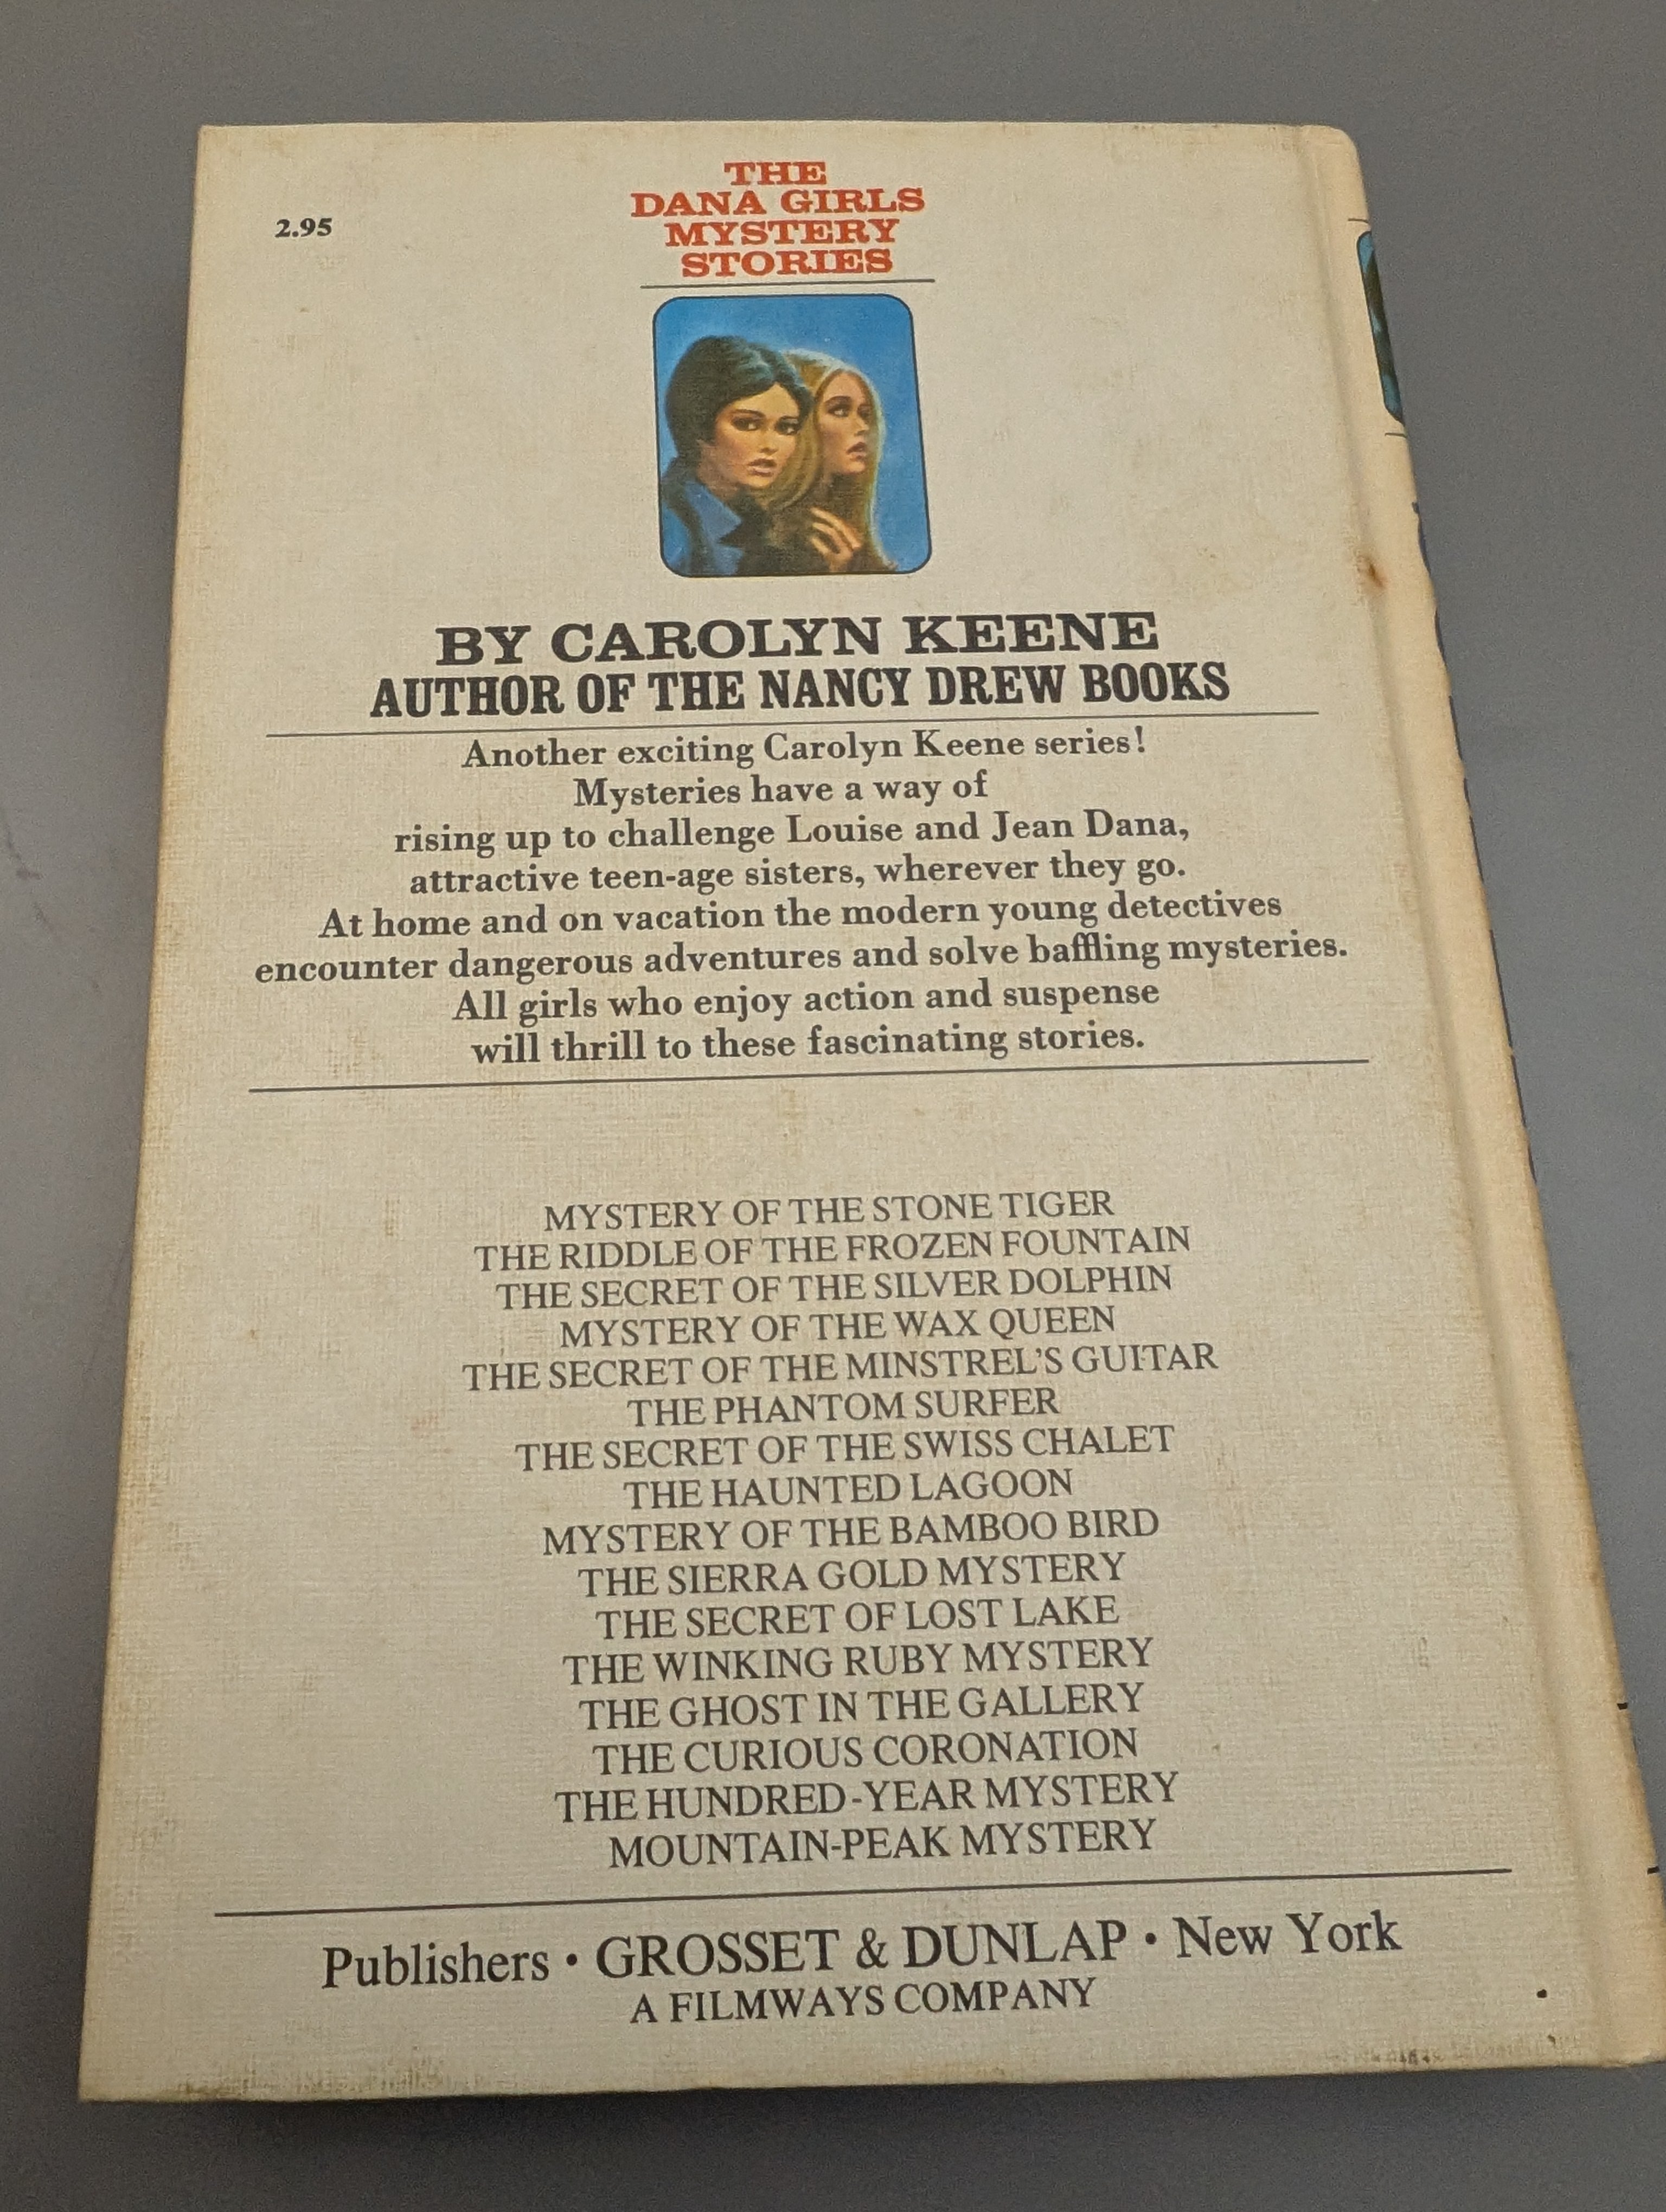 2.95
THE
DANA GIRLS
MYSTERY
STORIES
BY CAROLYN KEENE
AUTHOR OF THE NANCY DREW BOOKS
Another exciting Carolyn Keene series!
Mysteries have a way of
rising up to challenge Louise and Jean Dana,
attractive teen-age sisters, wherever they go.
At home and on vacation the modern young detectives
encounter dangerous adventures and solve baffling mysteries.
All girls who enjoy action and suspense
will thrill to these fascinating stories.
MYSTERY OF THE STONE TIGER
THE RIDDLE OF THE FROZEN FOUNTAIN
THE SECRET OF THE SILVER DOLPHIN
MYSTERY OF THE WAX QUEEN
THE SECRET OF THE MINSTREL'S GUITAR
THE PHANTOM SURFER
THE SECRET OF THE SWISS CHALET
THE HAUNTED LAGOON
MYSTERY OF THE BAMBOO BIRD
THE SIERRA GOLD MYSTERY
THE SECRET OF LOST LAKE
THE WINKING RUBY MYSTERY
THE GHOST IN THE GALLERY
THE CURIOUS CORONATION
THE HUNDRED-YEAR MYSTERY
MOUNTAIN-PEAK MYSTERY
Publishers • GROSSET & DUNLAP • New York
A FILMWAYS COMPANY